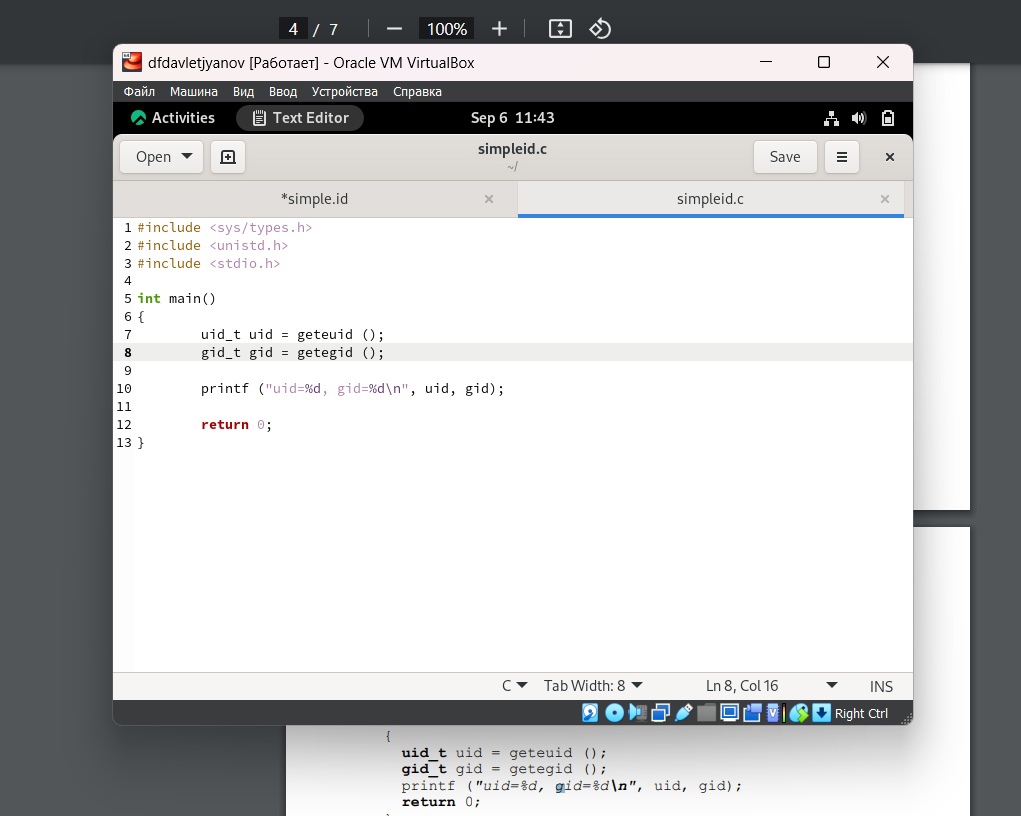 4 / 7 — 100% +
dfdavletjyanov [Работает] - Oracle VM VirtualBox
Файл Машина Вид Ввод Устройства Справка
Activities Text Editor Sep 6 11:43
Open simpleid.c Save
~/
*simple.id simpleid.c
1 #include <sys/types.h>
2 #include <unistd.h>
3 #include <stdio.h>
4
5 int main()
6 {
7 uid_t uid = geteuid ();
8 gid_t gid = getegid ();
9
10 printf ("uid=%d, gid=%d\n", uid, gid);
11
12 return 0;
13 }
C Tab Width: 8 Ln 8, Col 16 INS
Right Ctrl
{
uid_t uid = geteuid ();
gid_t gid = getegid ();
printf ("uid=%d, gid=%d\n", uid, gid);
return 0;